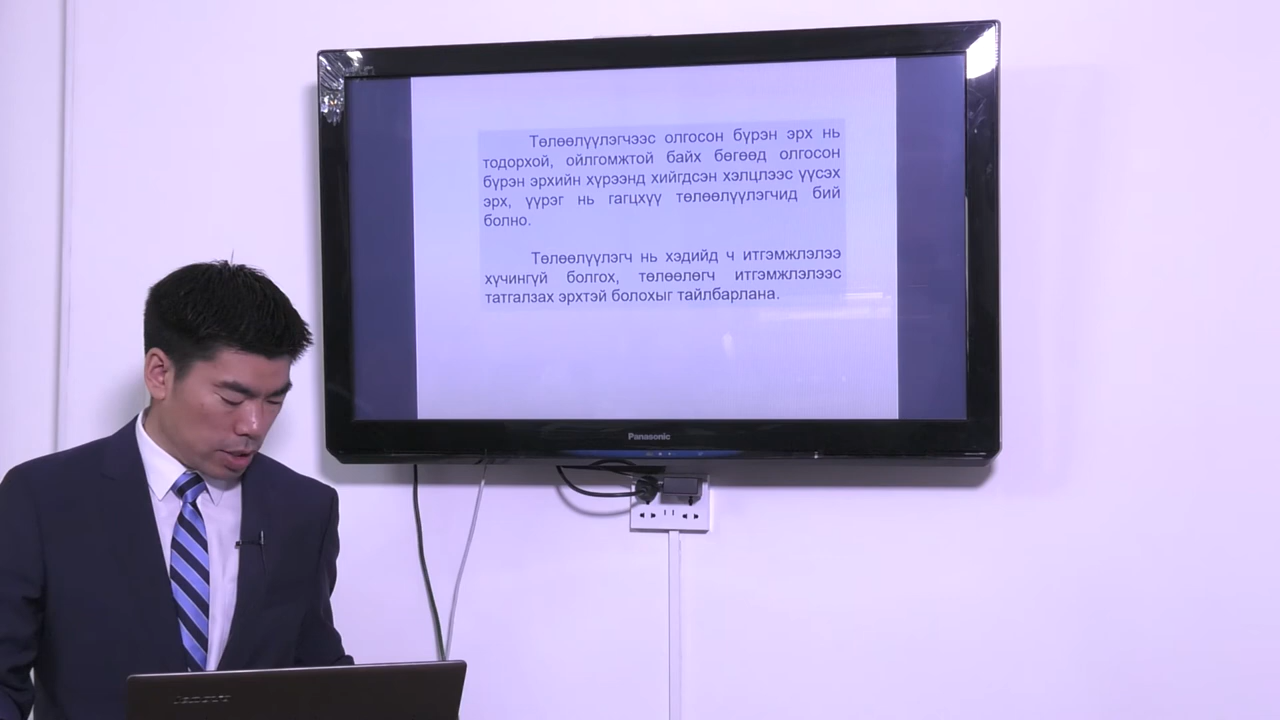 Төлөөлүүлэгчээс олгосон бүрэн эрх нь
тодорхой, ойлгомжтой байх бөгөөд олгосон
бүрэн эрхийн хүрээнд хийгдсэн хэлцлээс үүсэх
эрх, үүрэг нь гагцхүү төлөөлүүлэгчид бий
болно.
Төлөөлүүлэгч нь хэдийд ч итгэмжлэлээ
хүчингүй болгох, төлөөлөгч итгэмжлэлээс
татгалзах эрхтэй болохыг тайлбарлана.
Panasonic
lenovo